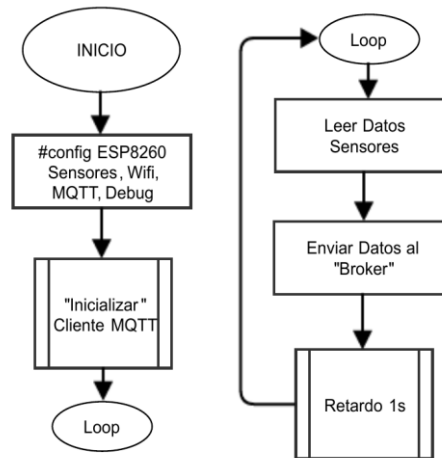 INICIO
#config ESP8260
Sensores, Wifi,
MQTT, Debug
"Inicializar"
Cliente MQTT
Loop
Loop
Leer Datos
Sensores
Enviar Datos al
"Broker"
Retardo 1s